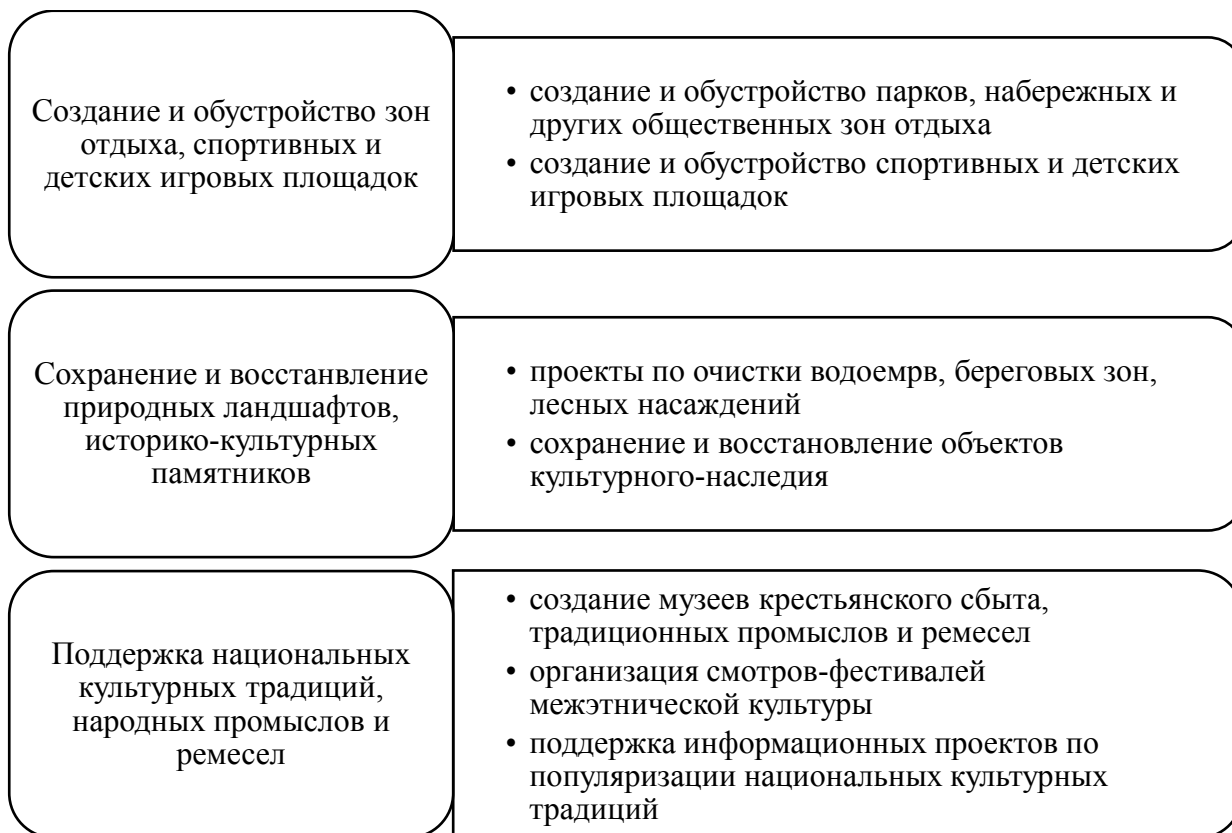 Создание и обустройство зон
отдыха, спортивных и
детских игровых площадок
• создание и обустройство парков, набережных и
других общественных зон отдыха
• создание и обустройство спортивных и детских
игровых площадок
Сохранение и восстанвление
природных ландшафтов,
историко-культурных
памятников
• проекты по очистки водоемрв, береговых зон,
лесных насаждений
• сохранение и восстановление объектов
культурного-наследия
Поддержка национальных
культурных традиций,
народных промыслов и
ремесел
• создание музеев крестьянского сбыта,
традиционных промыслов и ремесел
• организация смотров-фестивалей
межэтнической культуры
• поддержка информационных проектов по
популяризации национальных культурных
традиций